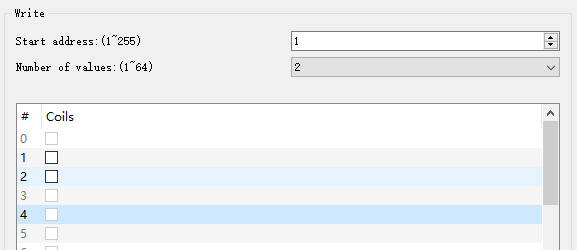 Write
Start address:(1~255) 1
Number of values:(1~64) 2
# Coils
0
1
2
3
4
5